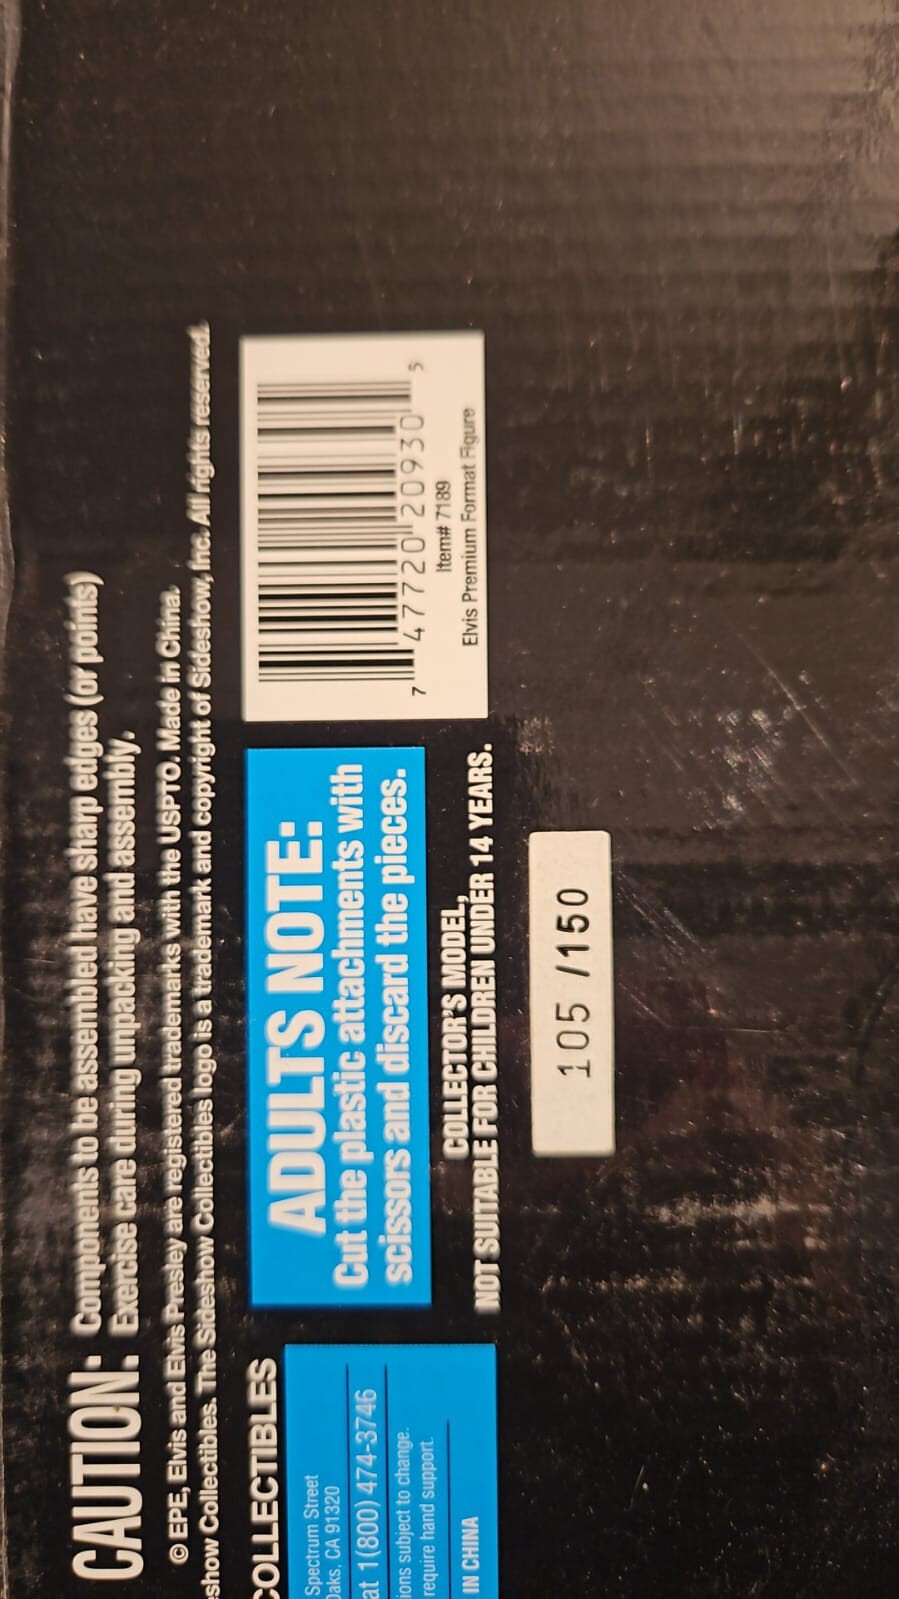 CAUTION: Components to be assembled have sharp edges (or points)
Exercise care during unpacking and assembly.
© EPE, Elvis and Elvis Presley are registered trademarks with the USPTO. Made in China.
show Collectibles. The Sideshow Collectibles logo is a trademark and copyright of Sideshow, Inc. All rights reserved.
COLLECTIBLES
Spectrum Street
Oaks, CA 91320
at 1(800) 474-3746
ions subject to change.
require hand support.
IN CHINA
ADULTS NOTE:
Cut the plastic attachments with
scissors and discard the pieces.
COLLECTOR'S MODEL,
NOT SUITABLE FOR CHILDREN UNDER 14 YEARS.
7 47720 20930 5
Item# 7189
Elvis Premium Format Figure
105 /150